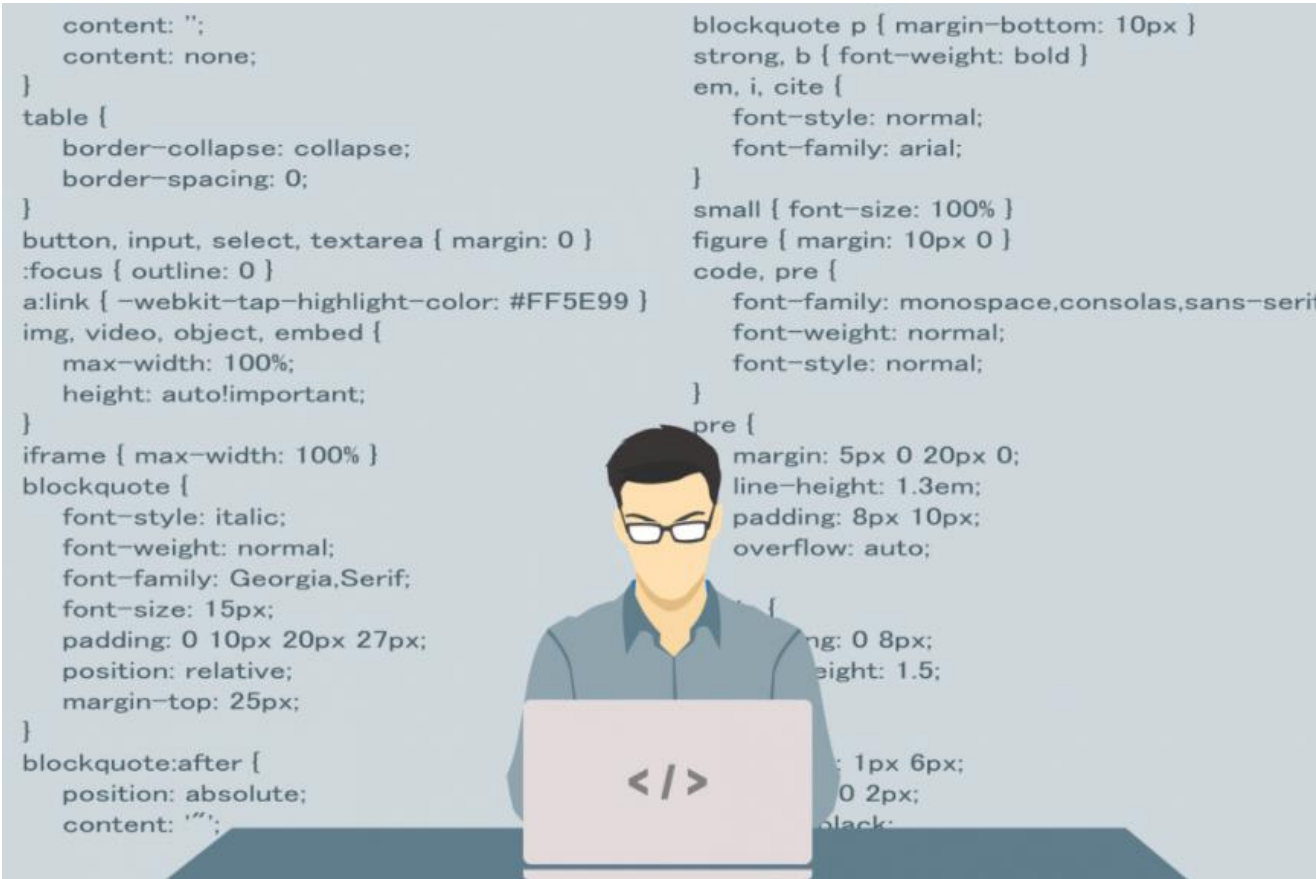 content: '';
content: none;
}
table {
border-collapse: collapse;
border-spacing: 0;
}
button, input, select, textarea { margin: 0 }
:focus { outline: 0 }
a:link { -webkit-tap-highlight-color: #FF5E99 }
img, video, object, embed {
max-width: 100%;
height: auto!important;
}
iframe { max-width: 100% }
blockquote {
font-style: italic;
font-weight: normal;
font-family: Georgia,Serif;
font-size: 15px;
padding: 0 10px 20px 27px;
position: relative;
margin-top: 25px;
}
blockquote:after {
position: absolute;
content: '"';
blockquote p { margin-bottom: 10px }
strong, b { font-weight: bold }
em, i, cite {
font-style: normal;
font-family: arial;
}
small { font-size: 100% }
figure { margin: 10px 0 }
code, pre {
font-family: monospace,consolas,sans-serif
font-weight: normal;
font-style: normal;
}
pre {
margin: 5px 0 20px 0;
line-height: 1.3em;
padding: 8px 10px;
overflow: auto;
{
0 8px;
1.5;
1px 6px;
0 2px;
</>